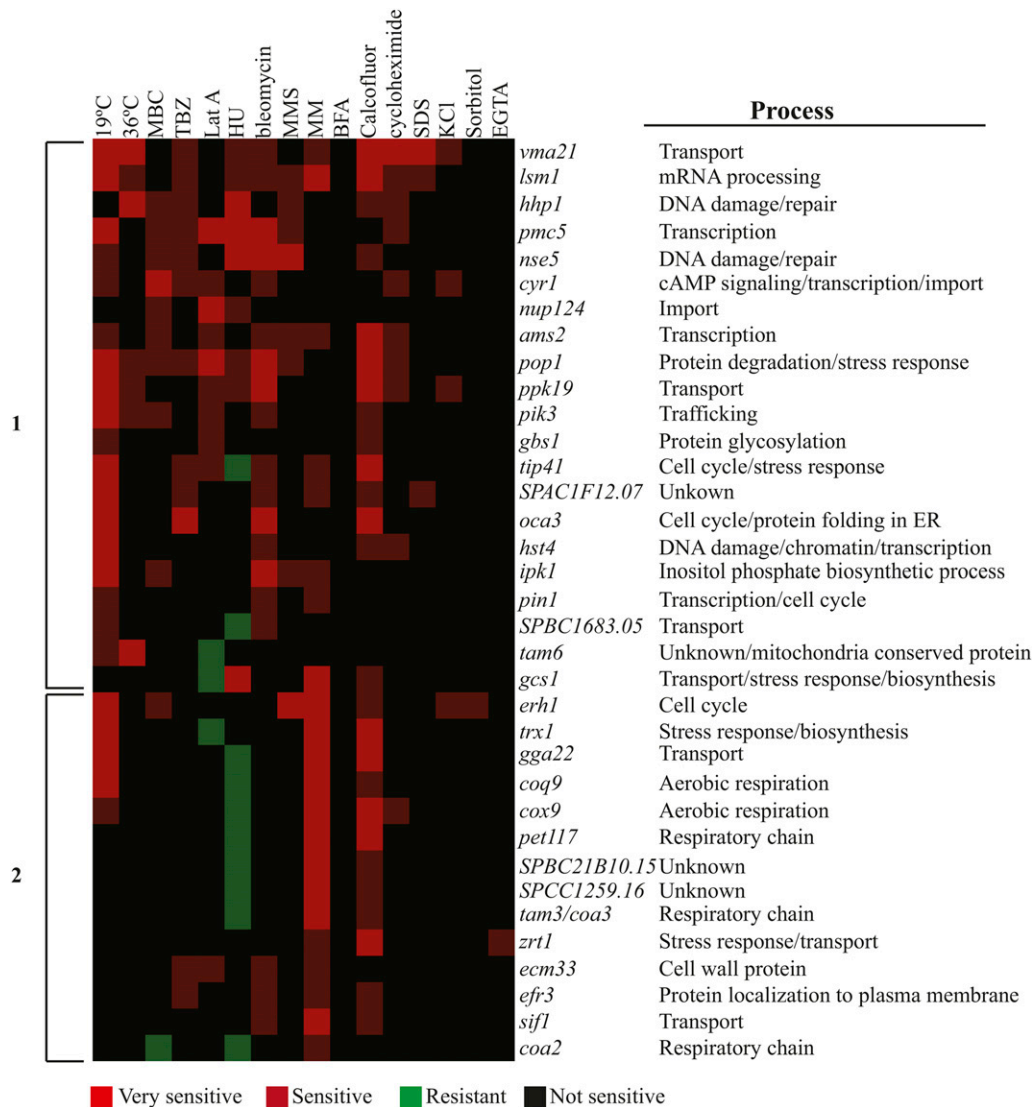 19°C 36°C MBC TBZ Lat A HU bleomycin MMS MM BFA Calcofluor cycloheximide SDS KCl Sorbitol EGTA
Process
vma21 Transport
lsm1 mRNA processing
hhp1 DNA damage/repair
pmc5 Transcription
nse5 DNA damage/repair
cyr1 cAMP signaling/transcription/import
nup124 Import
ams2 Transcription
pop1 Protein degradation/stress response
ppk19 Transport
1
pik3 Trafficking
gbs1 Protein glycosylation
tip41 Cell cycle/stress response
SPAC1F12.07 Unkown
oca3 Cell cycle/protein folding in ER
hst4 DNA damage/chromatin/transcription
ipk1 Inositol phosphate biosynthetic process
pin1 Transcription/cell cycle
SPBC1683.05 Transport
tam6 Unknown/mitochondria conserved protein
gcs1 Transport/stress response/biosynthesis
erh1 Cell cycle
trx1 Stress response/biosynthesis
gga22 Transport
coq9 Aerobic respiration
cox9 Aerobic respiration
pet117 Respiratory chain
2
SPBC21B10.15 Unknown
SPCC1259.16 Unknown
tam3/coa3 Respiratory chain
zrt1 Stress response/transport
ecm33 Cell wall protein
efr3 Protein localization to plasma membrane
sif1 Transport
coa2 Respiratory chain
Very sensitive Sensitive Resistant Not sensitive